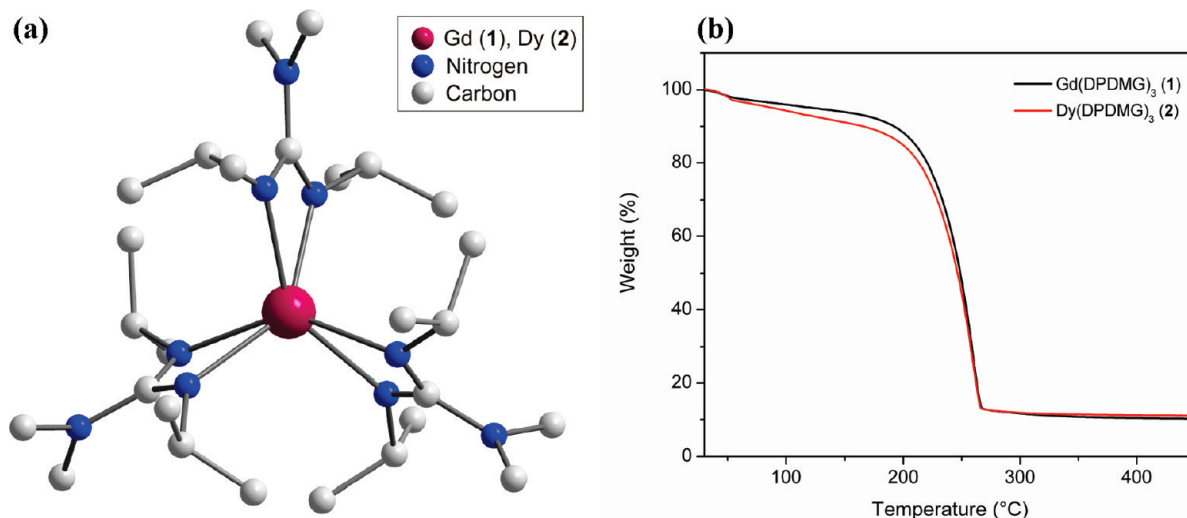 (a)
Gd (1), Dy (2)
Nitrogen
Carbon
(b)
Gd(DPDMG)₃ (1)
Dy(DPDMG)₃ (2)
Weight (%)
100
80
60
40
20
0
100
200
300
400
Temperature (°C)